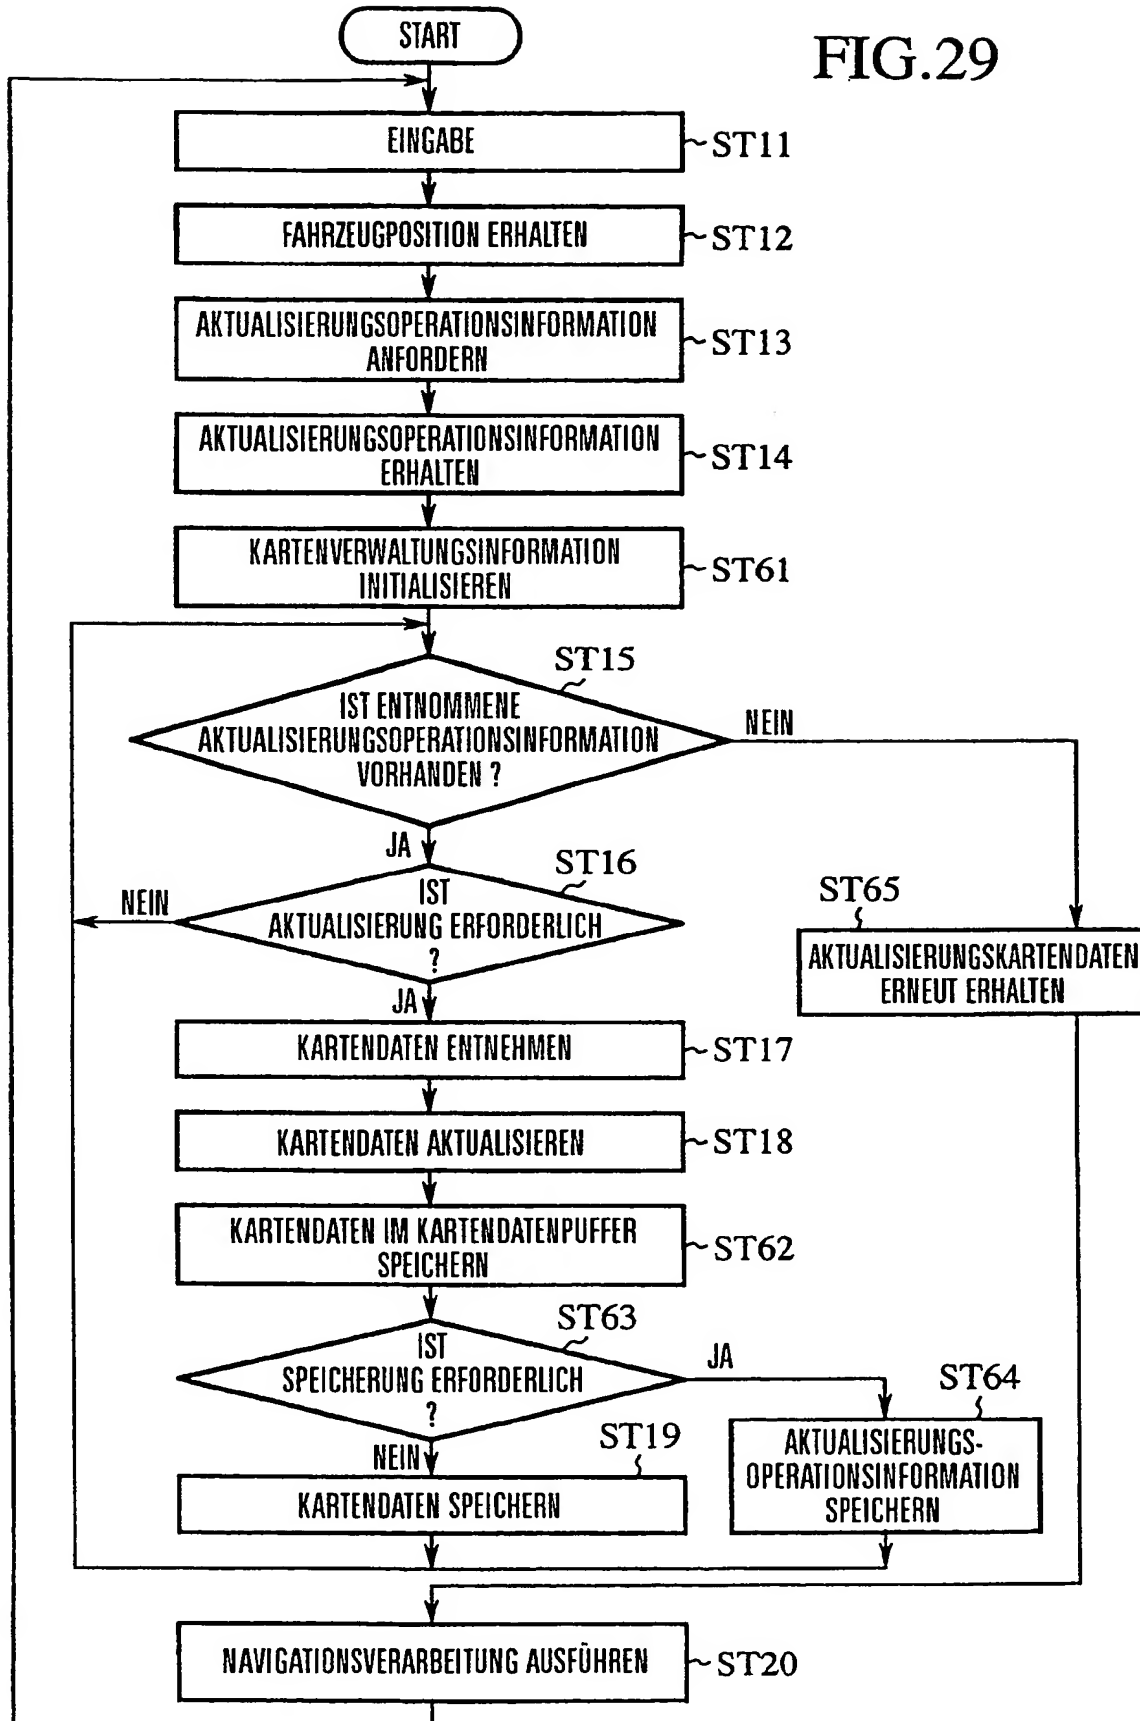 START
FIG.29
EINGABE
ST11
FAHRZEUGPOSITION ERHALTEN
ST12
AKTUALISIERUNGSOPERATIONSINFORMATION
ANFORDERN
ST13
AKTUALISIERUNGSOPERATIONSINFORMATION
ERHALTEN
ST14
KARTENVERWALTUNGSINFORMATION
INITIALISIEREN
ST61
ST15
IST ENTNOMMENE
AKTUALISIERUNGSOPERATIONSINFORMATION
VORHANDEN ?
NEIN
JA
ST16
IST
AKTUALISIERUNG ERFORDERLICH
?
NEIN
JA
ST65
AKTUALISIERUNGSKARTENDATEN
ERNEUT ERHALTEN
KARTENDATEN ENTNEHMEN
ST17
KARTENDATEN AKTUALISIEREN
ST18
KARTENDATEN IM KARTENDATENPUFFER
SPEICHERN
ST62
ST63
IST
SPEICHERUNG ERFORDERLICH
?
JA
NEIN
ST64
AKTUALISIERUNGS-
OPERATIONSINFORMATION
SPEICHERN
ST19
KARTENDATEN SPEICHERN
NAVIGATIONSVERARBEITUNG AUSFÜHREN
ST20